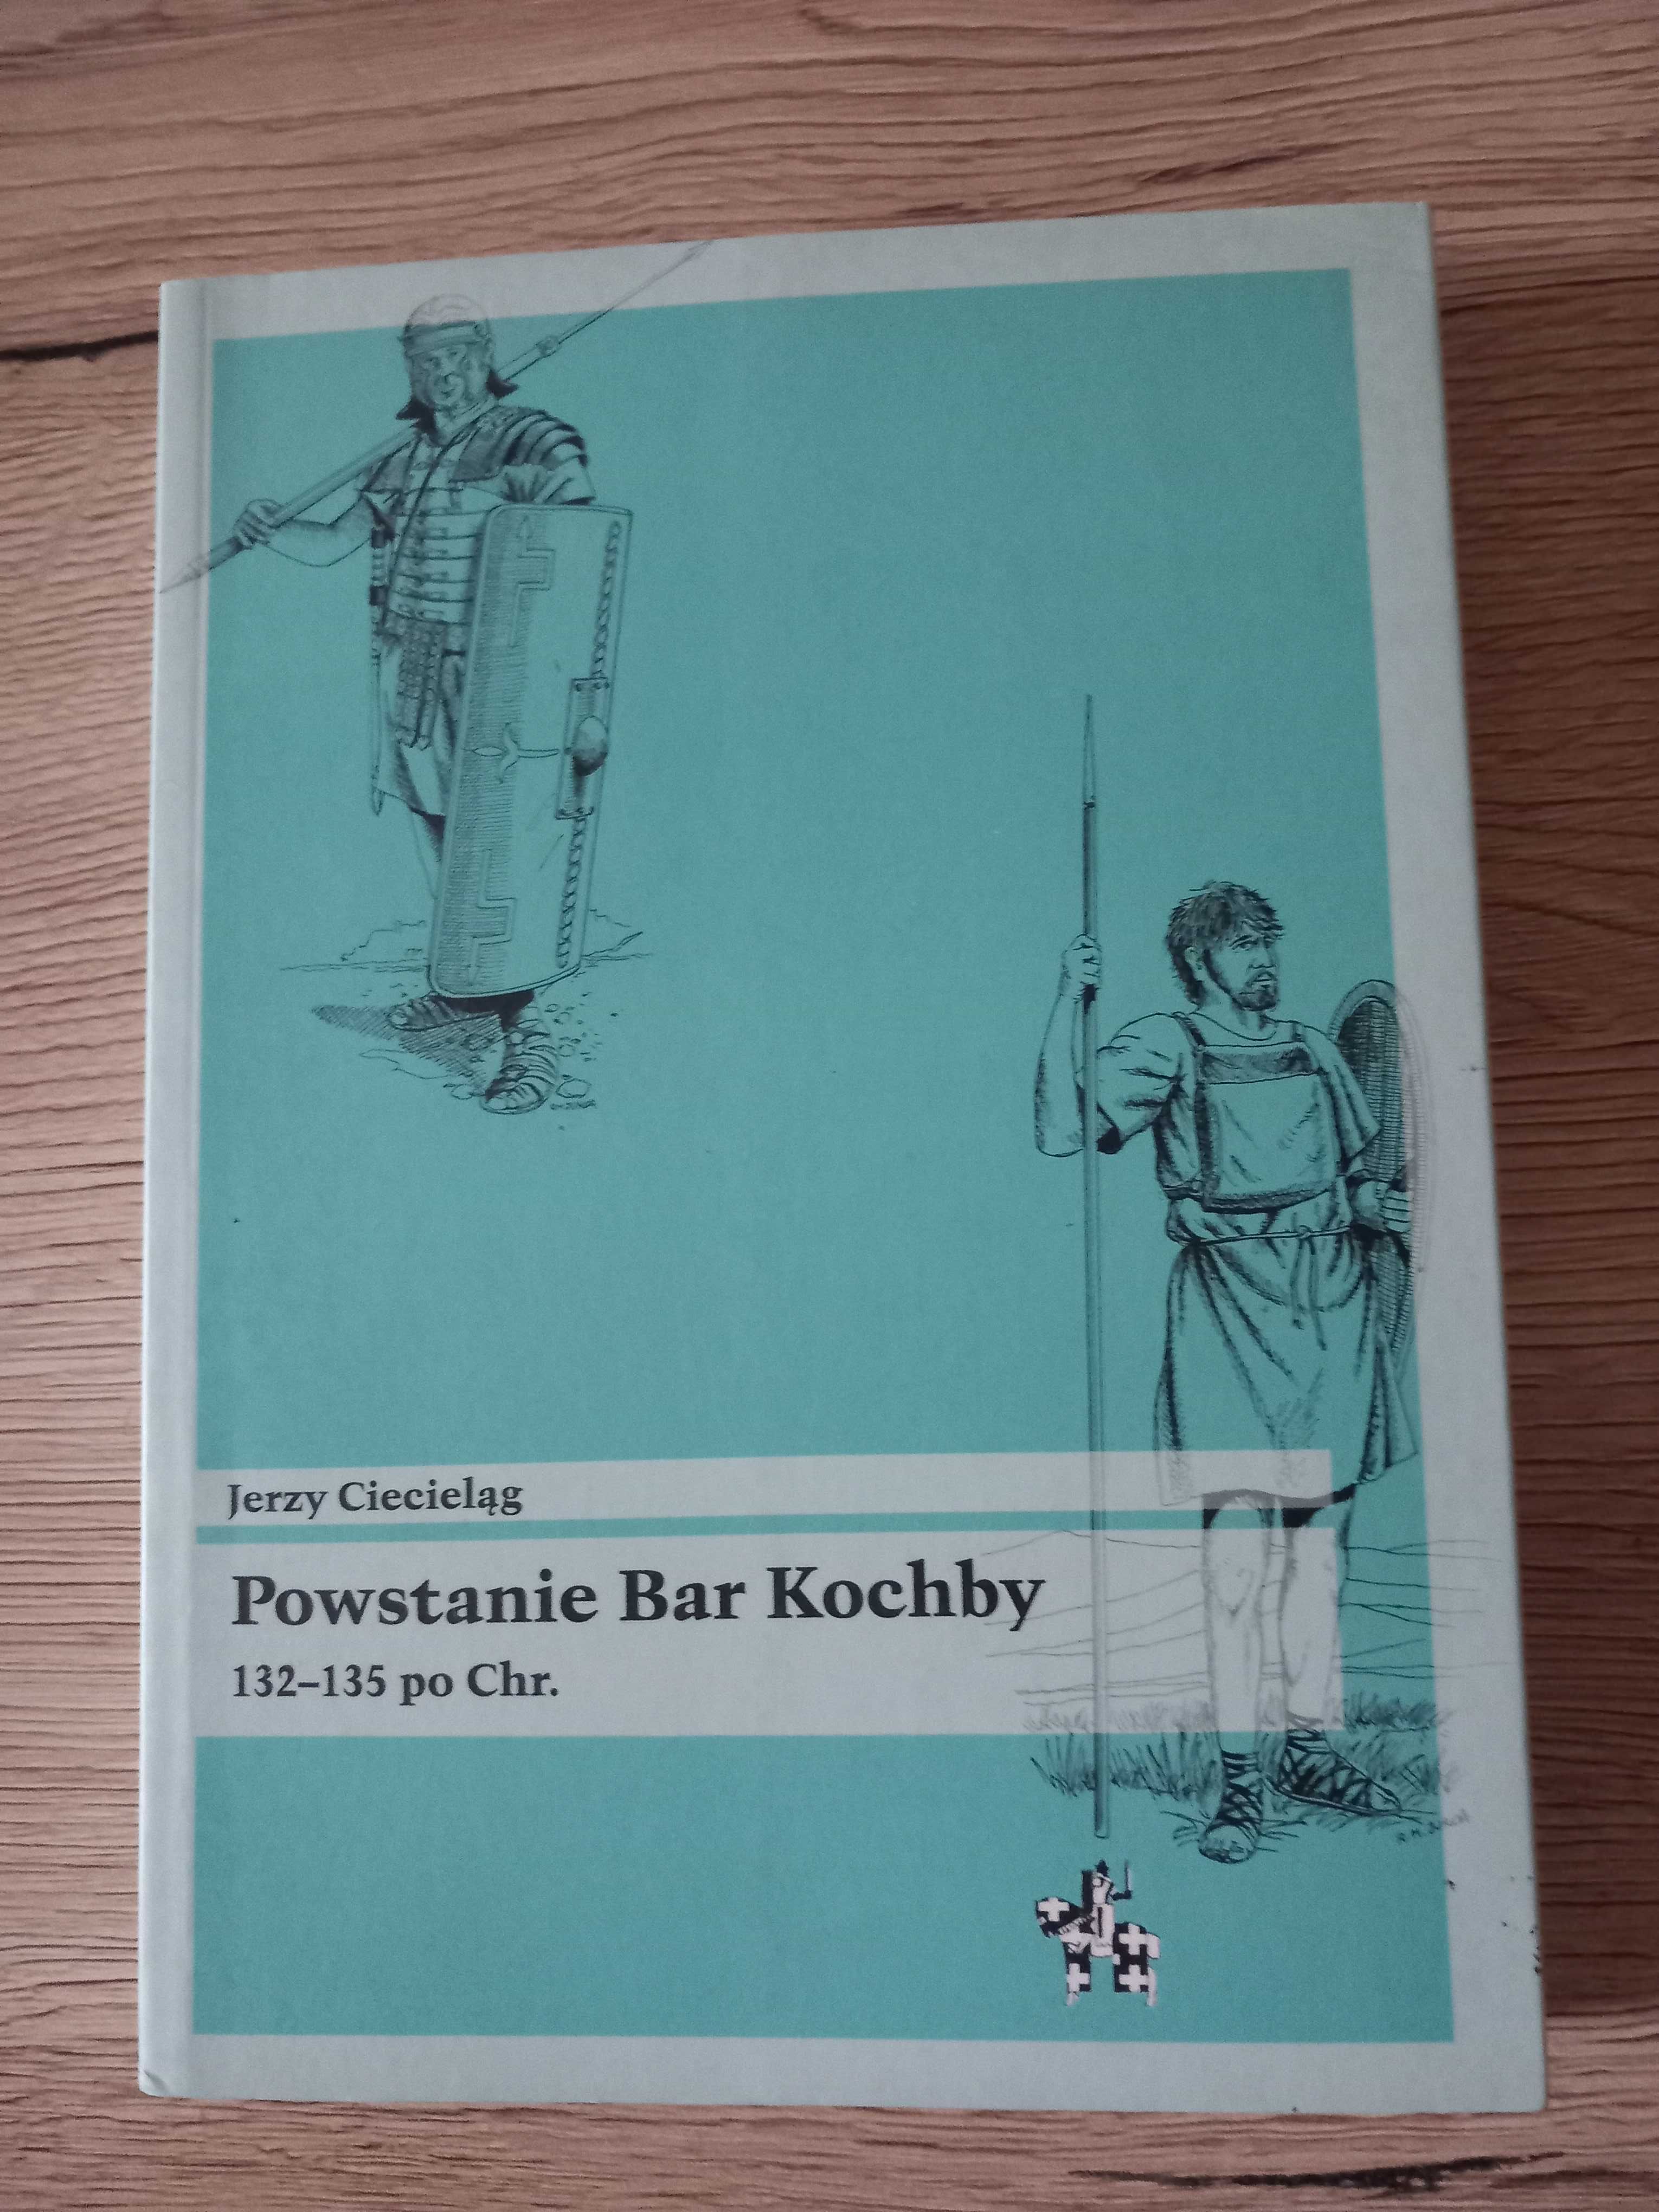 Jerzy Ciecieląg
Powstanie Bar Kochby
132–135 po Chr.